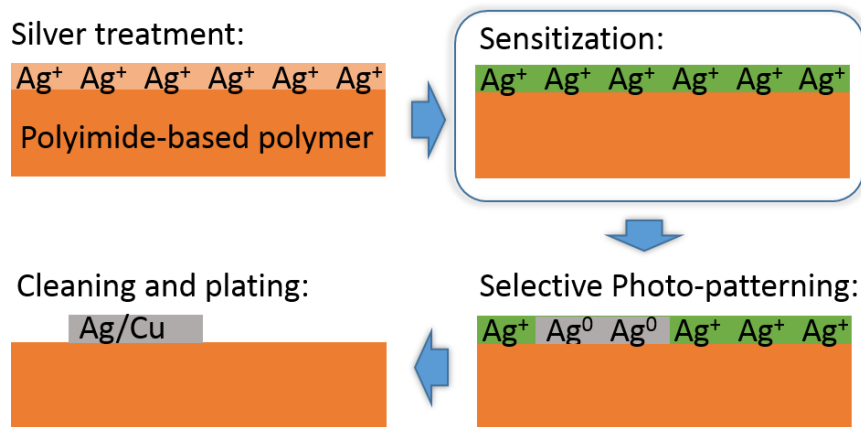 Silver treatment:
Ag⁺ Ag⁺ Ag⁺ Ag⁺ Ag⁺ Ag⁺
Polyimide-based polymer
Sensitization:
Ag⁺ Ag⁺ Ag⁺ Ag⁺ Ag⁺ Ag⁺
Selective Photo-patternning:
Ag⁺ Ag⁰ Ag⁰ Ag⁺ Ag⁺ Ag⁺
Cleaning and plating:
Ag/Cu